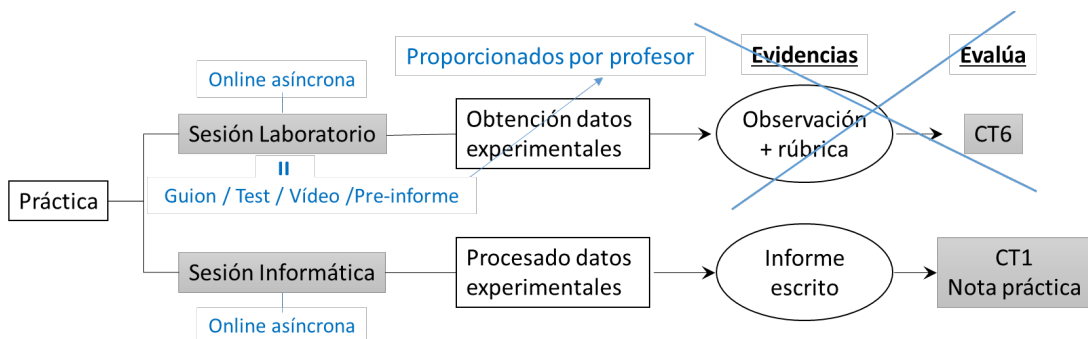 Proporcionados por profesor
Evidencias
Evalúa
Online asíncrona
Sesión Laboratorio
Obtención datos
experimentales
Observación
+ rúbrica
CT6
II
Guion / Test / Vídeo /Pre-informe
Práctica
Sesión Informática
Procesado datos
experimentales
Informe
escrito
CT1
Nota práctica
Online asíncrona